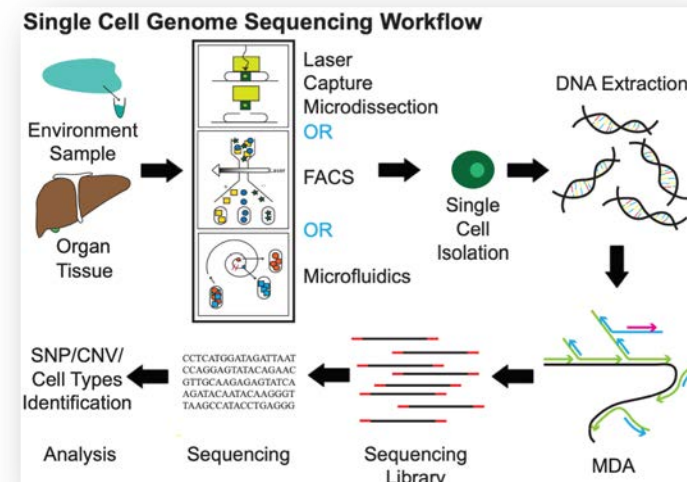 Single Cell Genome Sequencing Workflow
Environment
Sample
Organ
Tissue
Laser
Capture
Microdissection
OR
FACS
OR
Microfluidics
Laser
Single
Cell
Isolation
DNA Extraction
MDA
Sequencing
Library
CCTCATGGATAGATTAAT
CCAGGAGTATACAGAAC
GTTGCAAGAGAGTATCA
AGATACAATACAAGGGT
TAAGCCATACCTGAGGG
Sequencing
SNP/CNV/
Cell Types
Identification
Analysis